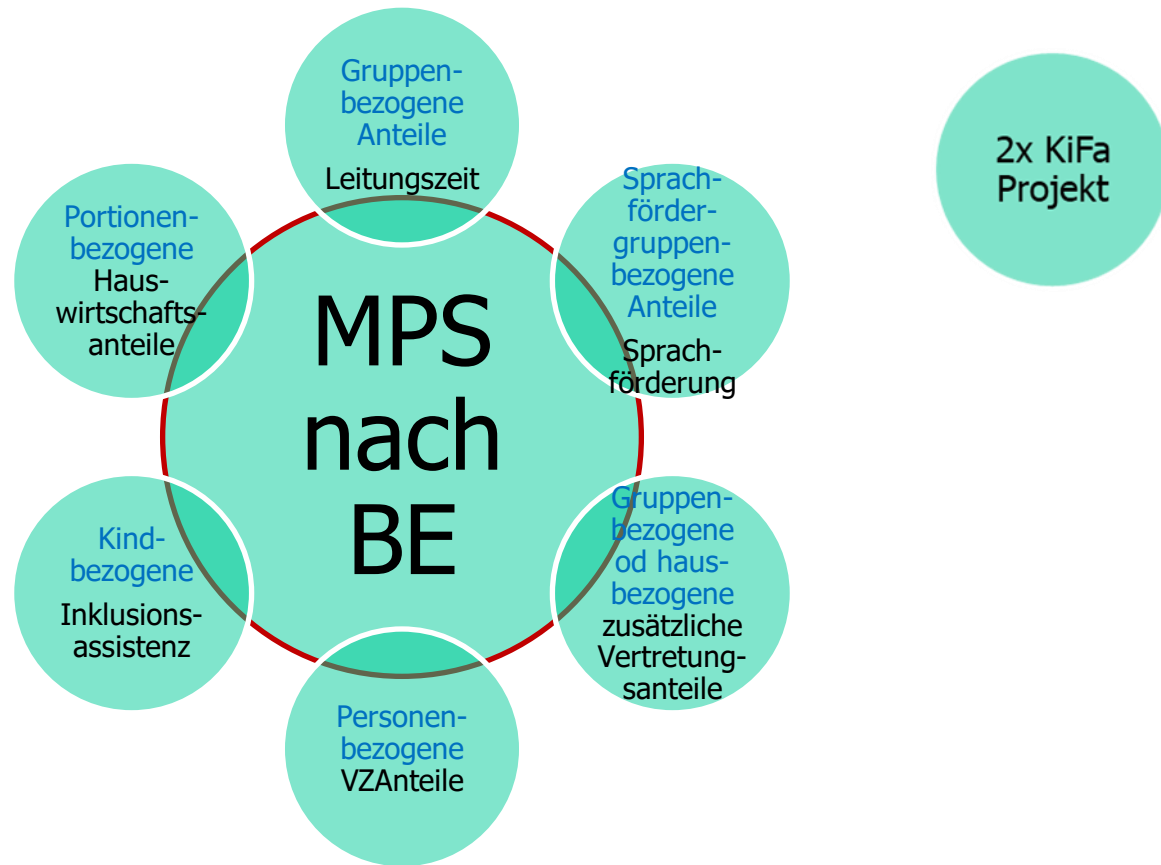 Gruppen-
bezogene
Anteile
Leitungszeit
Sprach-
förder-
gruppen-
bezogene
Anteile
Sprach-
förderung
Gruppen-
bezogene
od haus-
bezogene
zusätzliche
Vertretung-
santeile
Personen-
bezogene
VZAnteile
Kind-
bezogene
Inklusions-
assistenz
Portionen-
bezogene
Haus-
wirtschafts-
anteile
MPS
nach
BE
2x KiFa
Projekt